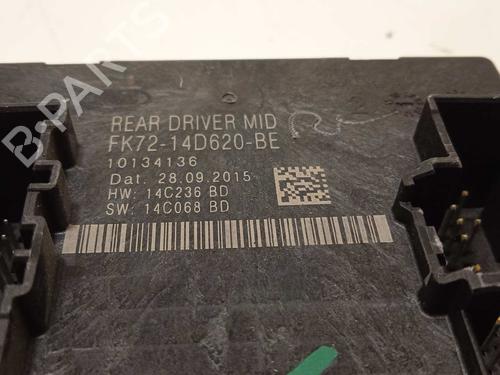 B-PARTS
REAR DRIVER MID
FK72-14D620-BE
10134136
Dat. 28.09.2015
HW: 14C236 BD
SW: 14C068 BD